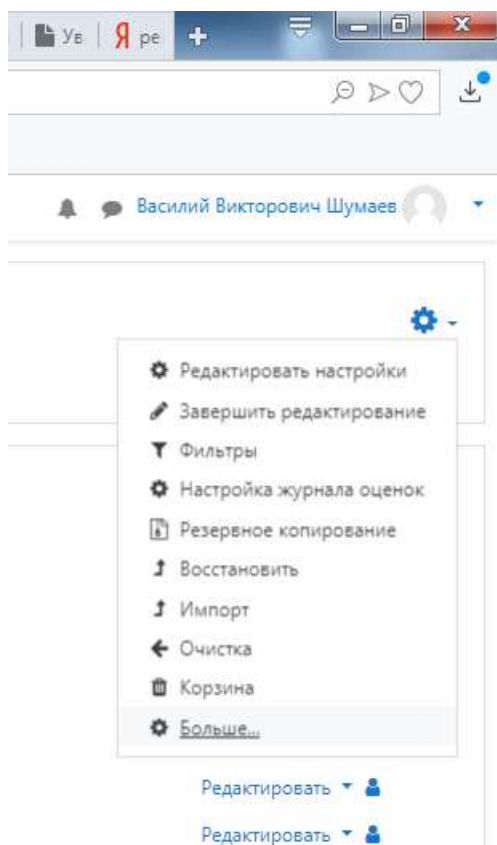 Ув Я ре
Василий Викторович Шумаев
Редактировать настройки
Завершить редактирование
Фильтры
Настройка журнала оценок
Резервное копирование
Восстановить
Импорт
Очистка
Корзина
Больше...
Редактировать
Редактировать